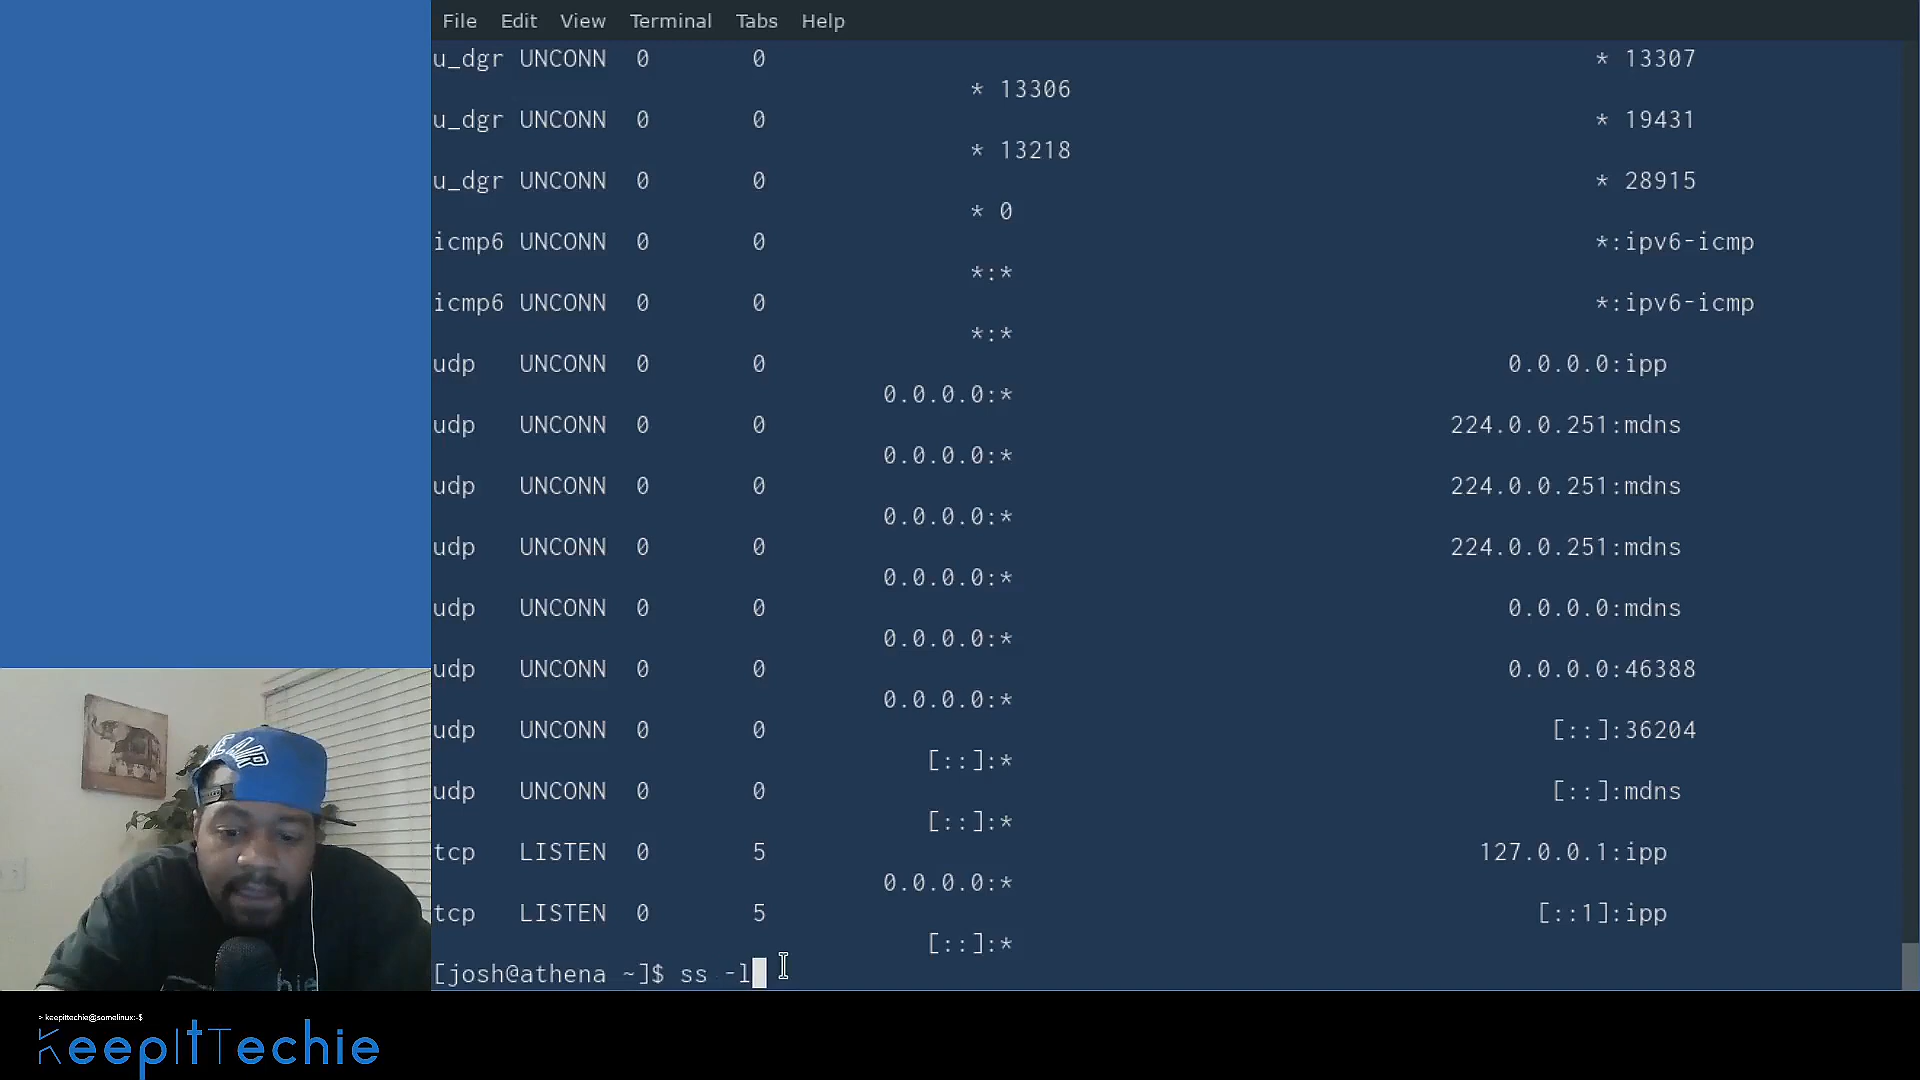 File Edit View Terminal Tabs Help
u_dgr UNCONN 0 0 * 13307
* 13306
u_dgr UNCONN 0 0 * 19431
* 13218
u_dgr UNCONN 0 0 * 28915
* 0
icmp6 UNCONN 0 0 *:ipv6-icmp
*:*
icmp6 UNCONN 0 0 *:ipv6-icmp
*:*
udp UNCONN 0 0 0.0.0.0:ipp
0.0.0.0:*
udp UNCONN 0 0 224.0.0.251:mdns
0.0.0.0:*
udp UNCONN 0 0 224.0.0.251:mdns
0.0.0.0:*
udp UNCONN 0 0 224.0.0.251:mdns
0.0.0.0:*
udp UNCONN 0 0 0.0.0.0:mdns
0.0.0.0:*
udp UNCONN 0 0 0.0.0.0:46388
0.0.0.0:*
udp UNCONN 0 0 [::]:36204
[::]:*
udp UNCONN 0 0 [::]:mdns
[::]:*
tcp LISTEN 0 5 127.0.0.1:ipp
0.0.0.0:*
tcp LISTEN 0 5 [::1]:ipp
[::]:*
[josh@athena ~]$ ss -l
> keepittechie@somelinux:~$
KeepItTechie